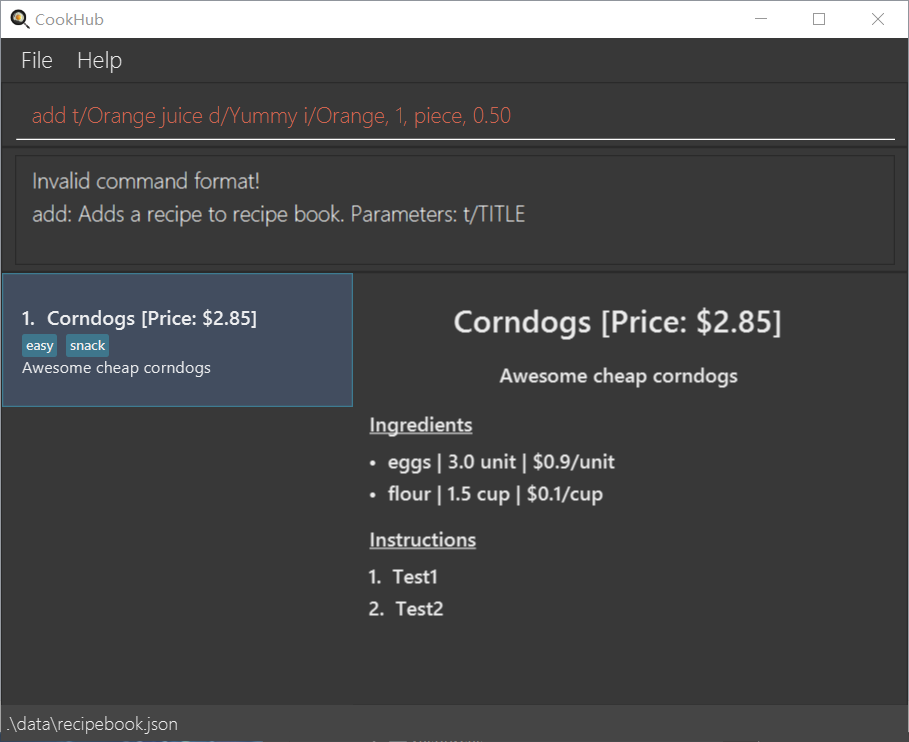 CookHub
File Help
add t/Orange juice d/Yummy i/Orange, 1, piece, 0.50
Invalid command format!
add: Adds a recipe to recipe book. Parameters: t/TITLE
1. Corndogs [Price: $2.85]
easy snack
Awesome cheap corndogs
Corndogs [Price: $2.85]
Awesome cheap corndogs
Ingredients
• eggs | 3.0 unit | $0.9/unit
• flour | 1.5 cup | $0.1/cup
Instructions
1. Test1
2. Test2
.\data\recipebook.json